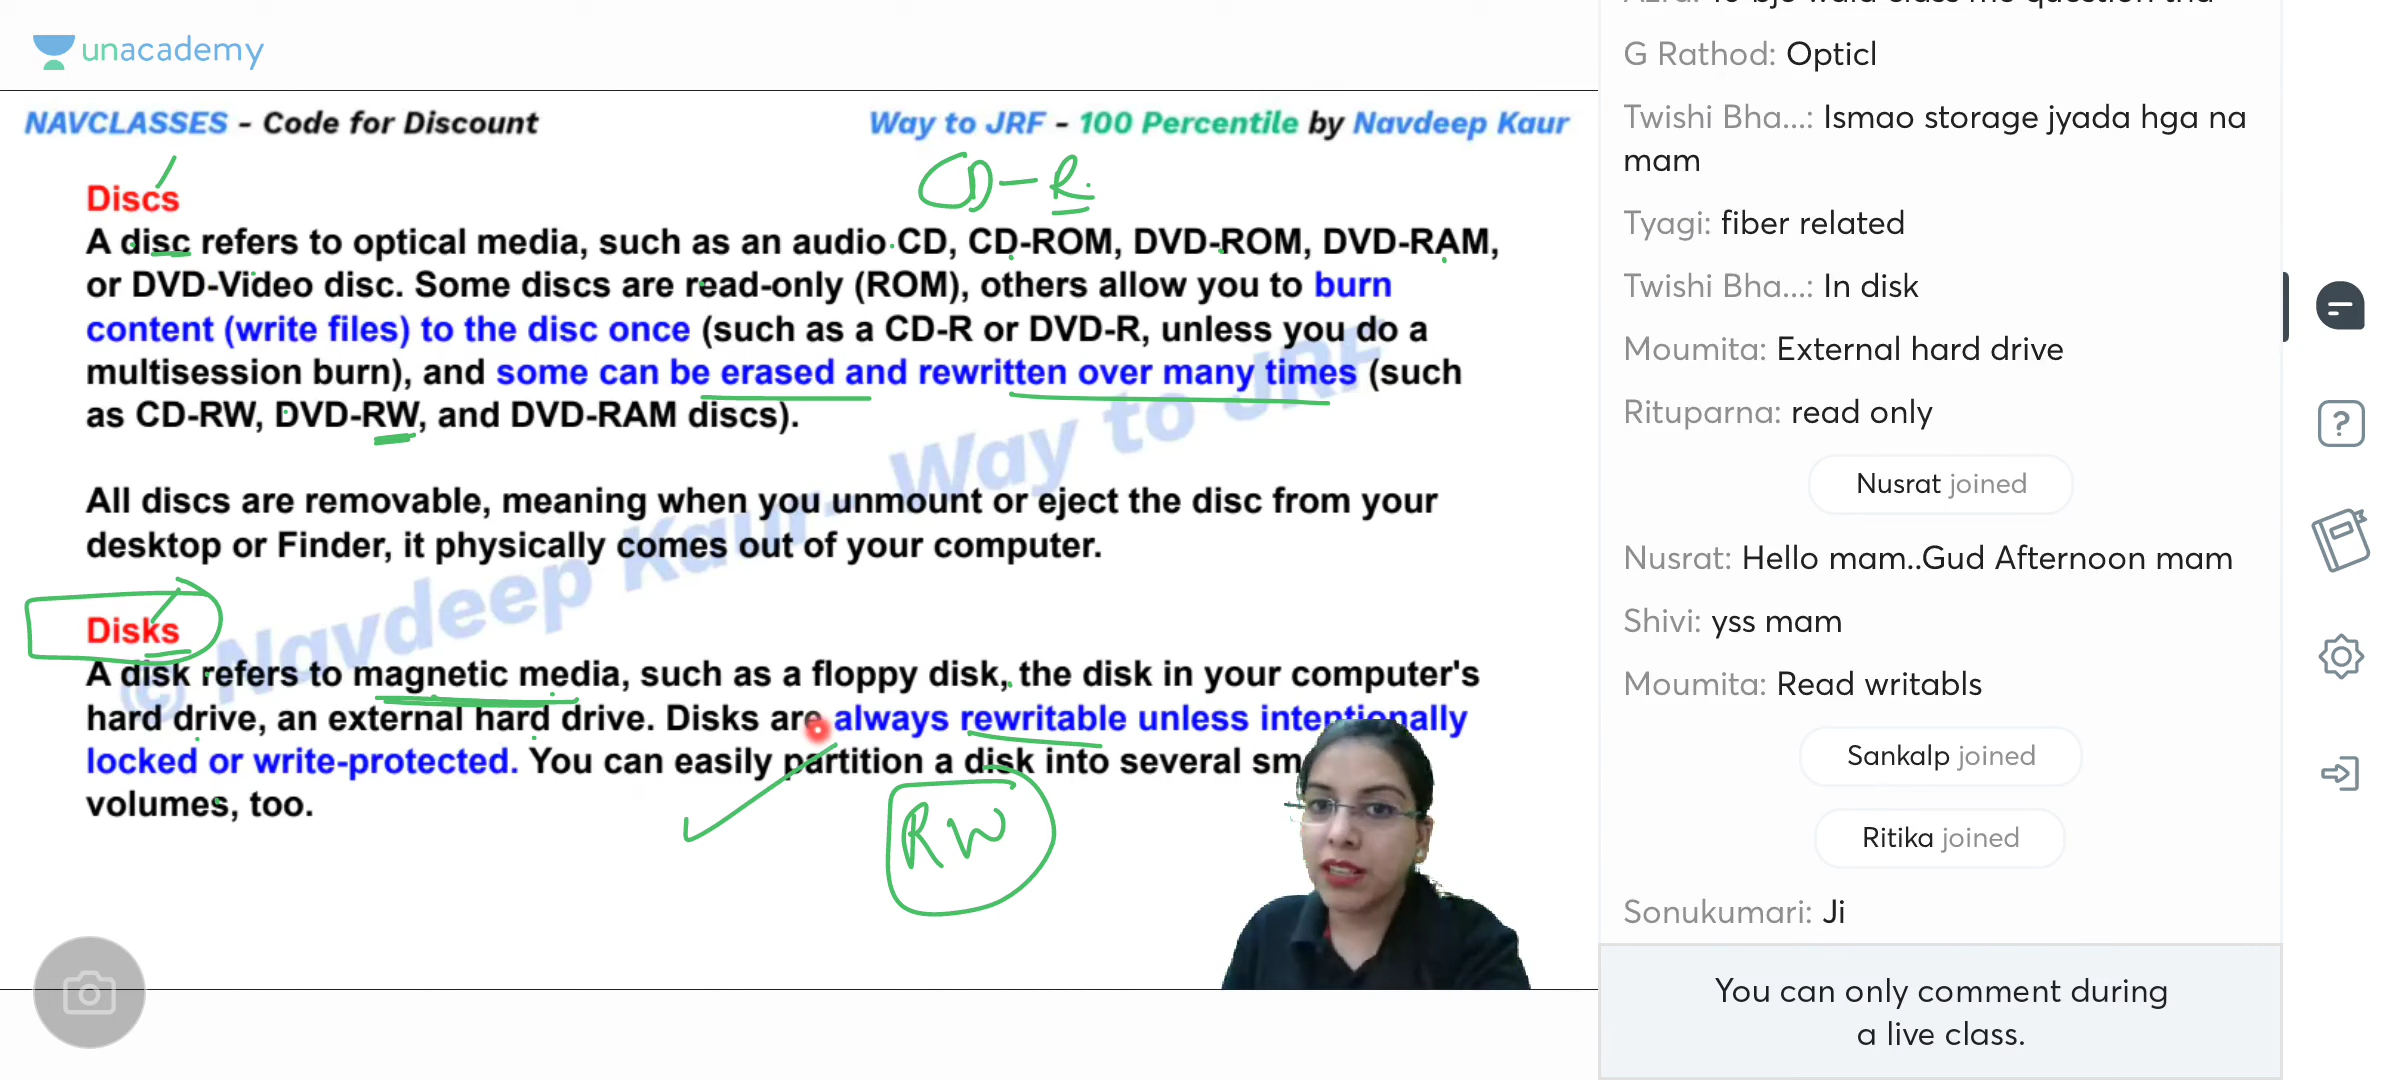 unacademy
NAVCLASSES - Code for Discount
Way to JRF - 100 Percentile by Navdeep Kaur
CD-R
Discs
A disc refers to optical media, such as an audio CD, CD-ROM, DVD-ROM, DVD-RAM,
or DVD-Video disc. Some discs are read-only (ROM), others allow you to burn
content (write files) to the disc once (such as a CD-R or DVD-R, unless you do a
multisession burn), and some can be erased and rewritten over many times (such
as CD-RW, DVD-RW, and DVD-RAM discs).
All discs are removable, meaning when you unmount or eject the disc from your
desktop or Finder, it physically comes out of your computer.
Disks
A disk refers to magnetic media, such as a floppy disk, the disk in your computer's
hard drive, an external hard drive. Disks are always rewritable unless intentionally
locked or write-protected. You can easily partition a disk into several
volumes, too.
RW
© Navdeep Kaur- Way to JRF
G Rathod: Opticl
Twishi Bha...: Ismao storage jyada hga na
mam
Tyagi: fiber related
Twishi Bha...: In disk
Moumita: External hard drive
Rituparna: read only
Nusrat joined
Nusrat: Hello mam..Gud Afternoon mam
Shivi: yss mam
Moumita: Read writabls
Sankalp joined
Ritika joined
Sonukumari: Ji
You can only comment during
a live class.
?